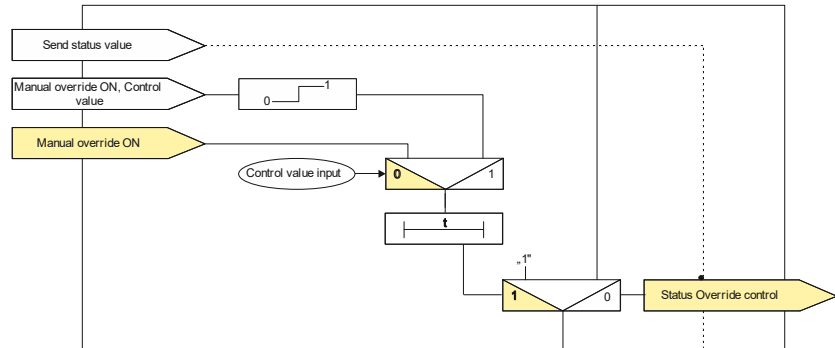 Send status value
Manual override ON, Control
value
0
1
Manual override ON
Control value input
0
1
t
„1"
1
0
Status Override control